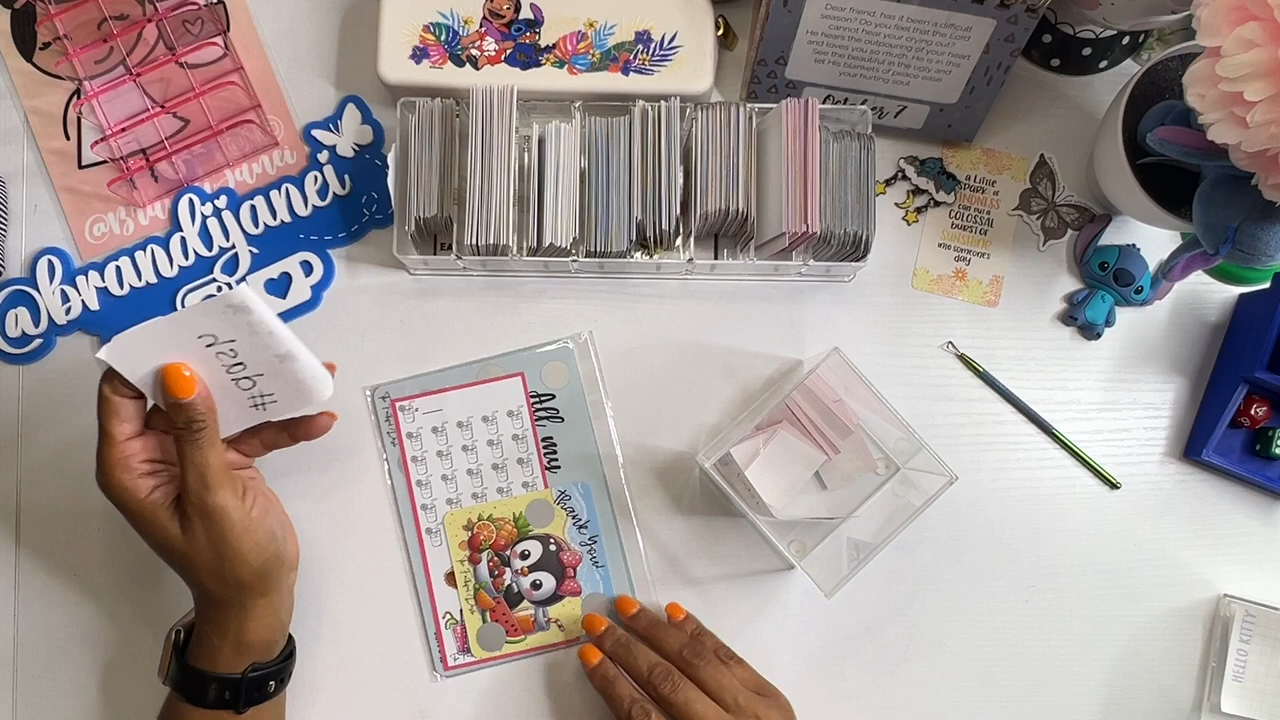 Dear friend, has it been a difficult
season? Do you feel that the Lord
cannot hear your crying out?
He hears the outpouring of your heart
and loves you so much. He is in this
See the beautiful in the ugly and
let His blankets of peace ease
your hurting soul.
October 7
a Little
SPARK of
KINDNESS
can put a
COLOSSAL
BURST OF
SUNSHINE
into someone's
day
@brandijanei
#dash
All my
Thank You!
HELLO KITTY